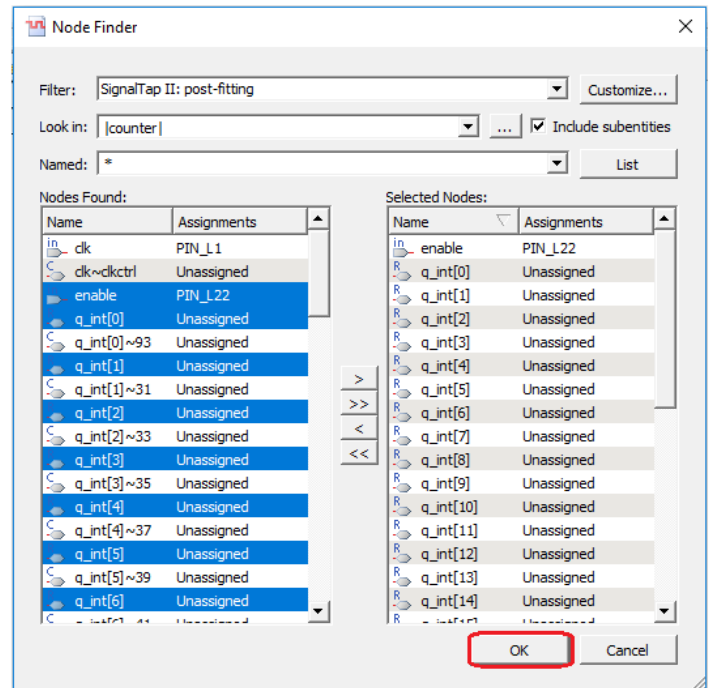 Node Finder
Filter: SignalTap II: post-fitting Customize...
Look in: |counter| ... Include subentities
Named: * List
Nodes Found:
Name Assignments
in clk PIN_L1
C clk~clkctrl Unassigned
enable PIN_L22
q_int[0] Unassigned
C q_int[0]~93 Unassigned
q_int[1] Unassigned
C q_int[1]~31 Unassigned
q_int[2] Unassigned
C q_int[2]~33 Unassigned
q_int[3] Unassigned
C q_int[3]~35 Unassigned
q_int[4] Unassigned
C q_int[4]~37 Unassigned
q_int[5] Unassigned
C q_int[5]~39 Unassigned
q_int[6] Unassigned
>
>>
<
<<
Selected Nodes:
Name Assignments
in enable PIN_L22
R q_int[0] Unassigned
R q_int[1] Unassigned
R q_int[2] Unassigned
R q_int[3] Unassigned
R q_int[4] Unassigned
R q_int[5] Unassigned
R q_int[6] Unassigned
R q_int[7] Unassigned
R q_int[8] Unassigned
R q_int[9] Unassigned
R q_int[10] Unassigned
R q_int[11] Unassigned
R q_int[12] Unassigned
R q_int[13] Unassigned
R q_int[14] Unassigned
OK Cancel